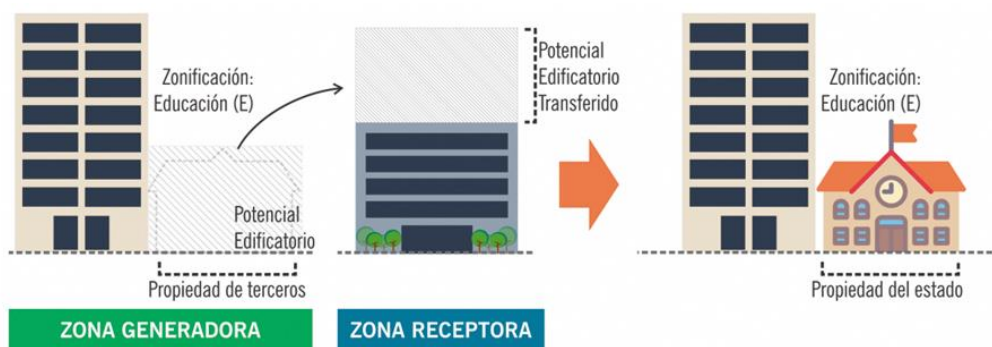 Zonificación:
Educación (E)
Potencial
Edificatorio
Propiedad de terceros
ZONA GENERADORA
Potencial
Edificatorio
Transferido
ZONA RECEPTORA
Zonificación:
Educación (E)
Propiedad del estado